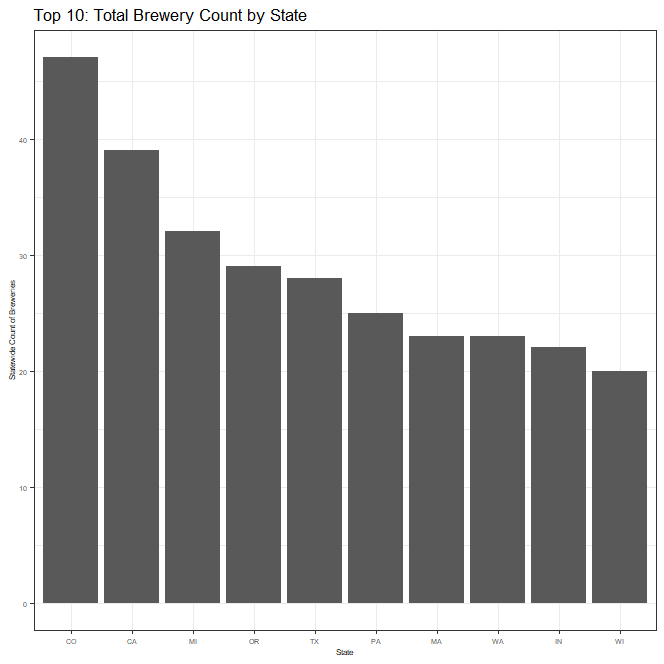 Top 10: Total Brewery Count by State
Statewide Count of Breweries
40
30
20
10
0
CO CA MI OR TX PA MA WA IN WI
State